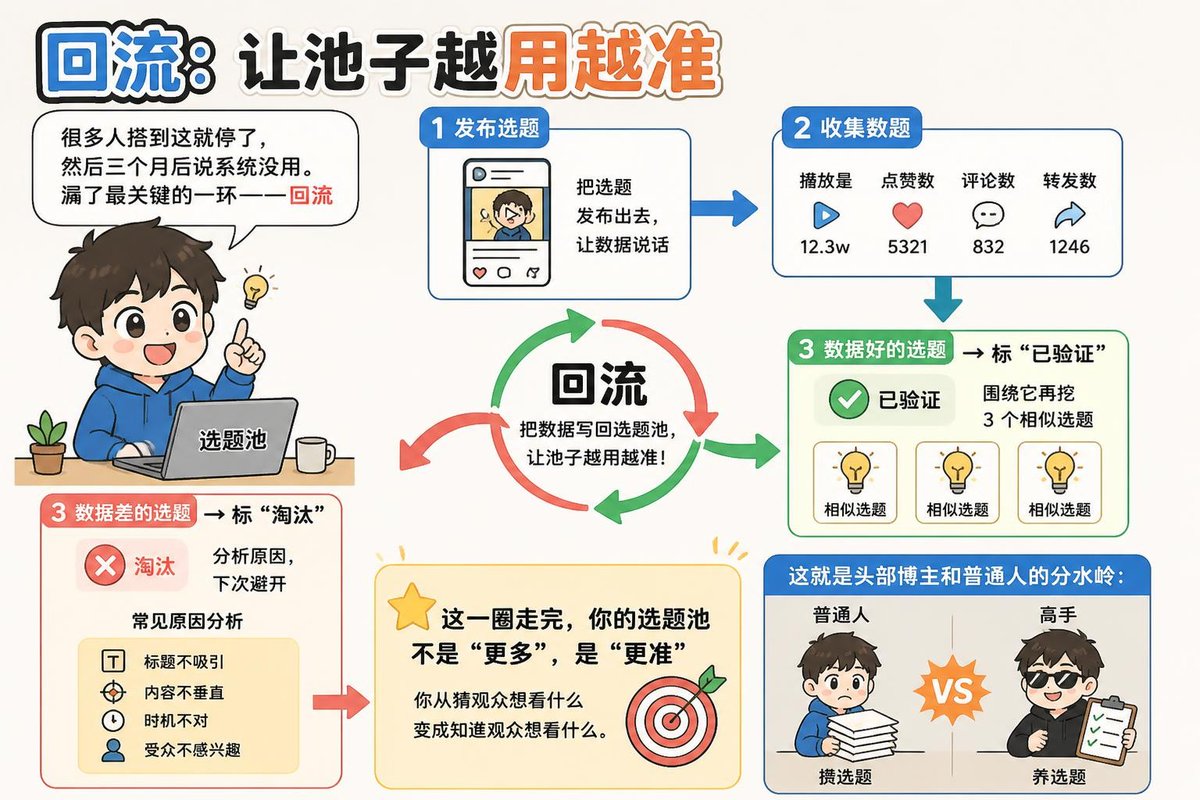 回流：让池子越用越准
很多人搭到这就停了，
然后三个月后说系统没用。
漏了最关键的一环——回流
选题池
1 发布选题
把选题
发布出去，
让数据说话
2 收集数题
播放是 点赞数 评论数 转发数
12.3w 5321 832 1246
3 数据好的选题 → 标“已验证”
已验证
围绕它再挖
3 个相似选题
相似选题 相似选题 相似选题
回流
把数据写回选题池，
让池子越用越准！
3 数据差的选题 → 标“淘汰”
淘汰
分析原因，
下次避开
常见原因分析
T 标题不吸引
内容不垂直
时机不对
受众不感兴趣
这一圈走完，你的选题池
不是“更多”，是“更准”
你从猜观众想看什么
变成知道观众想看什么。
这就是头部博主和普通人的分水岭：
普通人
高手
VS
攒选题
养选题